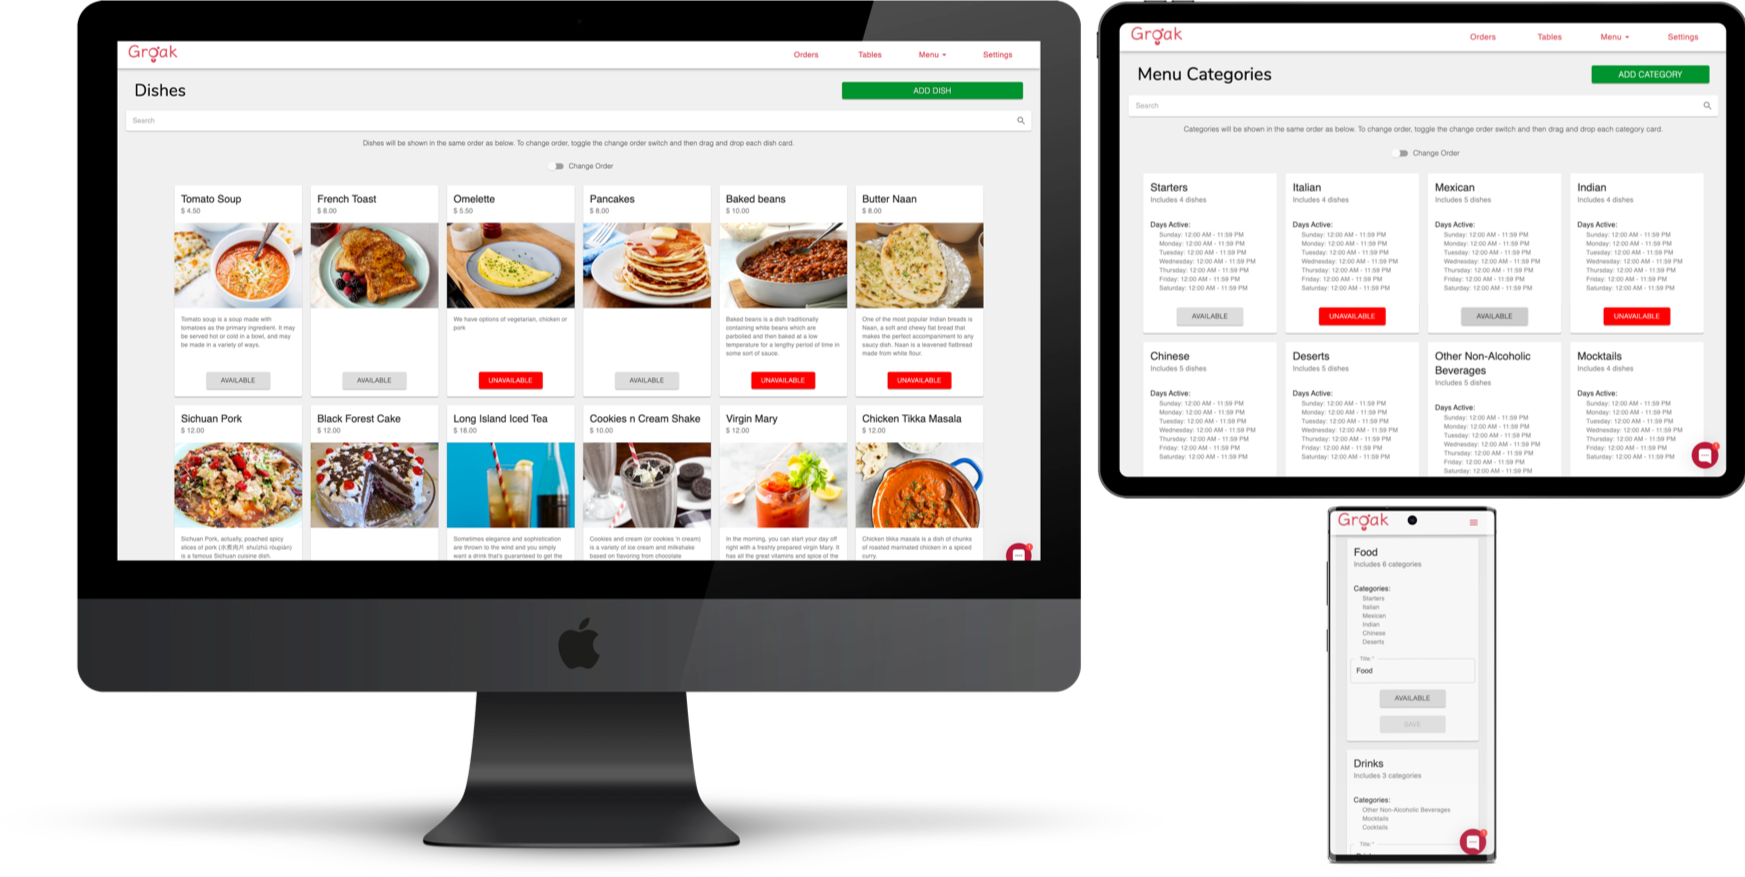 Groak
Orders
Tables
Menu
Settings
Dishes
ADD DISH
Search
Dishes will be shown in the same order as below. To change order, toggle the change order switch and then drag and drop each dish card.
Change Order
Tomato Soup
$ 4.50
Tomato soup is a soup made with
tomatoes as the primary ingredient. It may
be served hot or cold in a bowl, and may
be made in a variety of ways.
AVAILABLE
French Toast
$ 8.00
AVAILABLE
Omelette
$ 5.50
We have options of vegetarian, chicken or
pork
UNAVAILABLE
Pancakes
$ 8.00
AVAILABLE
Baked beans
$ 10.00
Baked beans is a dish traditionally
containing white beans which are
parboiled and then baked at a low
temperature for a lengthy period of time in
some sort of sauce.
UNAVAILABLE
Butter Naan
$ 8.00
One of the most popular Indian breads is
Naan, a soft and chewy flat bread that
makes the perfect accompaniment to any
saucy dish. Naan is a leavened flatbread
made from white flour.
UNAVAILABLE
Sichuan Pork
$ 12.00
Sichuan Pork, actually, poached spicy
slices of pork (水煮肉片 shuǐzhǔ ròupiàn)
is a famous Sichuan cuisine dish.
Black Forest Cake
$ 12.00
Long Island Iced Tea
$ 18.00
Sometimes elegance and sophistication
are thrown to the wind and you simply
want a drink that's guaranteed to get the
Cookies n Cream Shake
$ 10.00
Cookies and cream (or cookies 'n cream)
is a variety of ice cream and milkshake
based on flavoring from chocolate
Virgin Mary
$ 12.00
In the morning, you can start your day off
right with a freshly prepared virgin Mary. It
has all the great vitamins and spice of the
Chicken Tikka Masala
$ 12.00
Chicken tikka masala is a dish of chunks
of roasted marinated chicken in a spiced
curry.
Groak
Orders
Tables
Menu
Settings
Menu Categories
ADD CATEGORY
Search
Categories will be shown in the same order as below. To change order, toggle the change order switch and then drag and drop each category card.
Change Order
Starters
Includes 4 dishes
Days Active:
Sunday: 12:00 AM - 11:59 PM
Monday: 12:00 AM - 11:59 PM
Tuesday: 12:00 AM - 11:59 PM
Wednesday: 12:00 AM - 11:59 PM
Thursday: 12:00 AM - 11:59 PM
Friday: 12:00 AM - 11:59 PM
Saturday: 12:00 AM - 11:59 PM
AVAILABLE
Italian
Includes 4 dishes
Days Active:
Sunday: 12:00 AM - 11:59 PM
Monday: 12:00 AM - 11:59 PM
Tuesday: 12:00 AM - 11:59 PM
Wednesday: 12:00 AM - 11:59 PM
Thursday: 12:00 AM - 11:59 PM
Friday: 12:00 AM - 11:59 PM
Saturday: 12:00 AM - 11:59 PM
UNAVAILABLE
Mexican
Includes 5 dishes
Days Active:
Sunday: 12:00 AM - 11:59 PM
Monday: 12:00 AM - 11:59 PM
Tuesday: 12:00 AM - 11:59 PM
Wednesday: 12:00 AM - 11:59 PM
Thursday: 12:00 AM - 11:59 PM
Friday: 12:00 AM - 11:59 PM
Saturday: 12:00 AM - 11:59 PM
AVAILABLE
Indian
Includes 4 dishes
Days Active:
Sunday: 12:00 AM - 11:59 PM
Monday: 12:00 AM - 11:59 PM
Tuesday: 12:00 AM - 11:59 PM
Wednesday: 12:00 AM - 11:59 PM
Thursday: 12:00 AM - 11:59 PM
Friday: 12:00 AM - 11:59 PM
Saturday: 12:00 AM - 11:59 PM
UNAVAILABLE
Chinese
Includes 5 dishes
Days Active:
Sunday: 12:00 AM - 11:59 PM
Monday: 12:00 AM - 11:59 PM
Tuesday: 12:00 AM - 11:59 PM
Wednesday: 12:00 AM - 11:59 PM
Thursday: 12:00 AM - 11:59 PM
Friday: 12:00 AM - 11:59 PM
Saturday: 12:00 AM - 11:59 PM
Deserts
Includes 5 dishes
Days Active:
Sunday: 12:00 AM - 11:59 PM
Monday: 12:00 AM - 11:59 PM
Tuesday: 12:00 AM - 11:59 PM
Wednesday: 12:00 AM - 11:59 PM
Thursday: 12:00 AM - 11:59 PM
Friday: 12:00 AM - 11:59 PM
Saturday: 12:00 AM - 11:59 PM
Other Non-Alcoholic
Beverages
Includes 5 dishes
Days Active:
Sunday: 12:00 AM - 11:59 PM
Monday: 12:00 AM - 11:59 PM
Tuesday: 12:00 AM - 11:59 PM
Wednesday: 12:00 AM - 11:59 PM
Thursday: 12:00 AM - 11:59 PM
Friday: 12:00 AM - 11:59 PM
Saturday: 12:00 AM - 11:59 PM
Mocktails
Includes 4 dishes
Days Active:
Sunday: 12:00 AM - 11:59 PM
Monday: 12:00 AM - 11:59 PM
Tuesday: 12:00 AM - 11:59 PM
Wednesday: 12:00 AM - 11:59 PM
Thursday: 12:00 AM - 11:59 PM
Friday: 12:00 AM - 11:59 PM
Saturday: 12:00 AM - 11:59 PM
Groak
Food
Includes 6 categories
Categories:
Starters
Italian
Mexican
Indian
Chinese
Deserts
Title *
Food
AVAILABLE
SAVE
Drinks
Includes 3 categories
Categories:
Other Non-Alcoholic Beverages
Mocktails
Cocktails
Title *